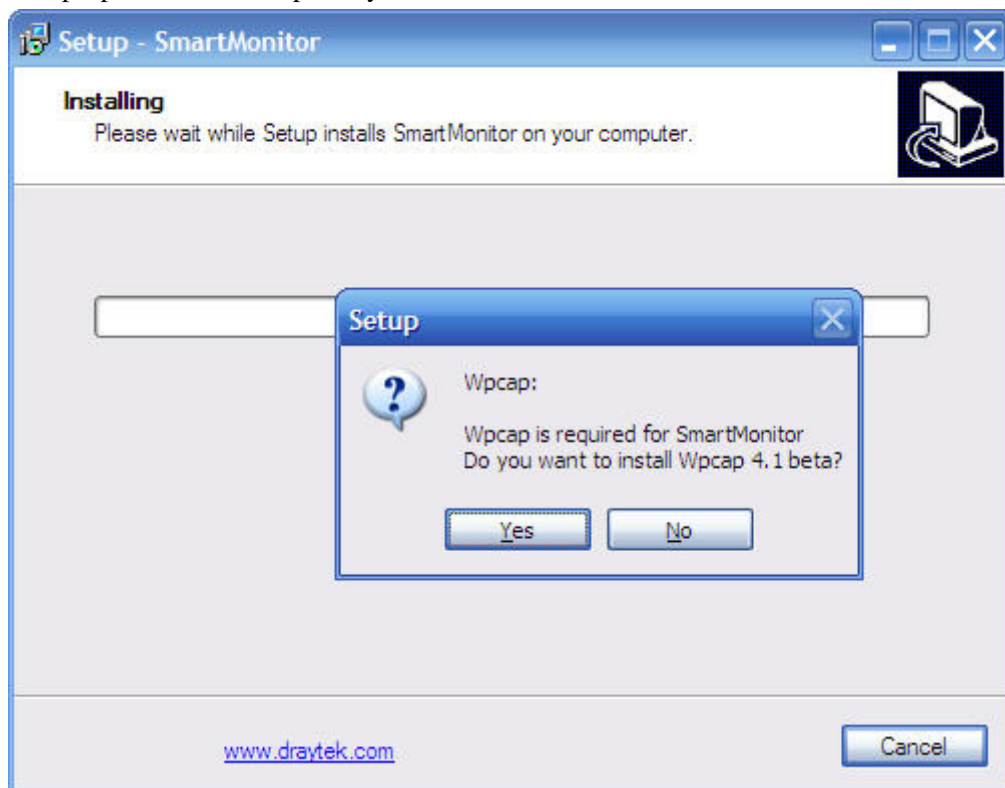 Setup - SmartMonitor
Installing
Please wait while Setup installs SmartMonitor on your computer.
Setup
Wpcap:
Wpcap is required for SmartMonitor
Do you want to install Wpcap 4.1 beta?
Yes
No
www.draytek.com
Cancel